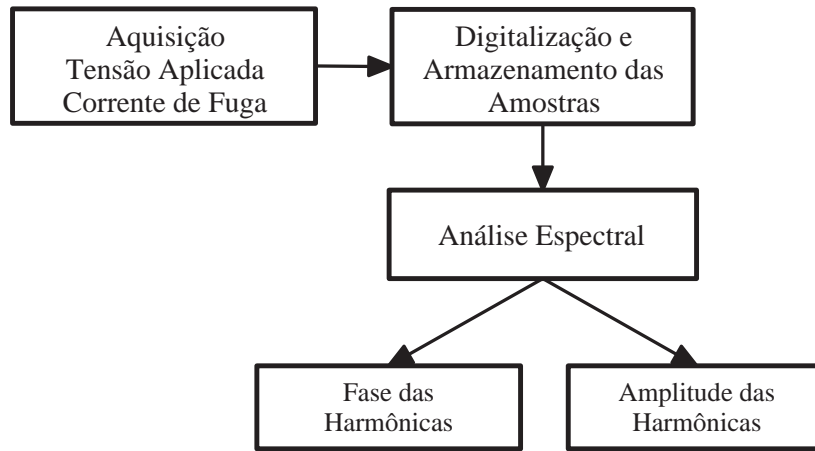 Aquisição
Tensão Aplicada
Corrente de Fuga
Digitalização e
Armazenamento das
Amostras
Análise Espectral
Fase das
Harmônicas
Amplitude das
Harmônicas